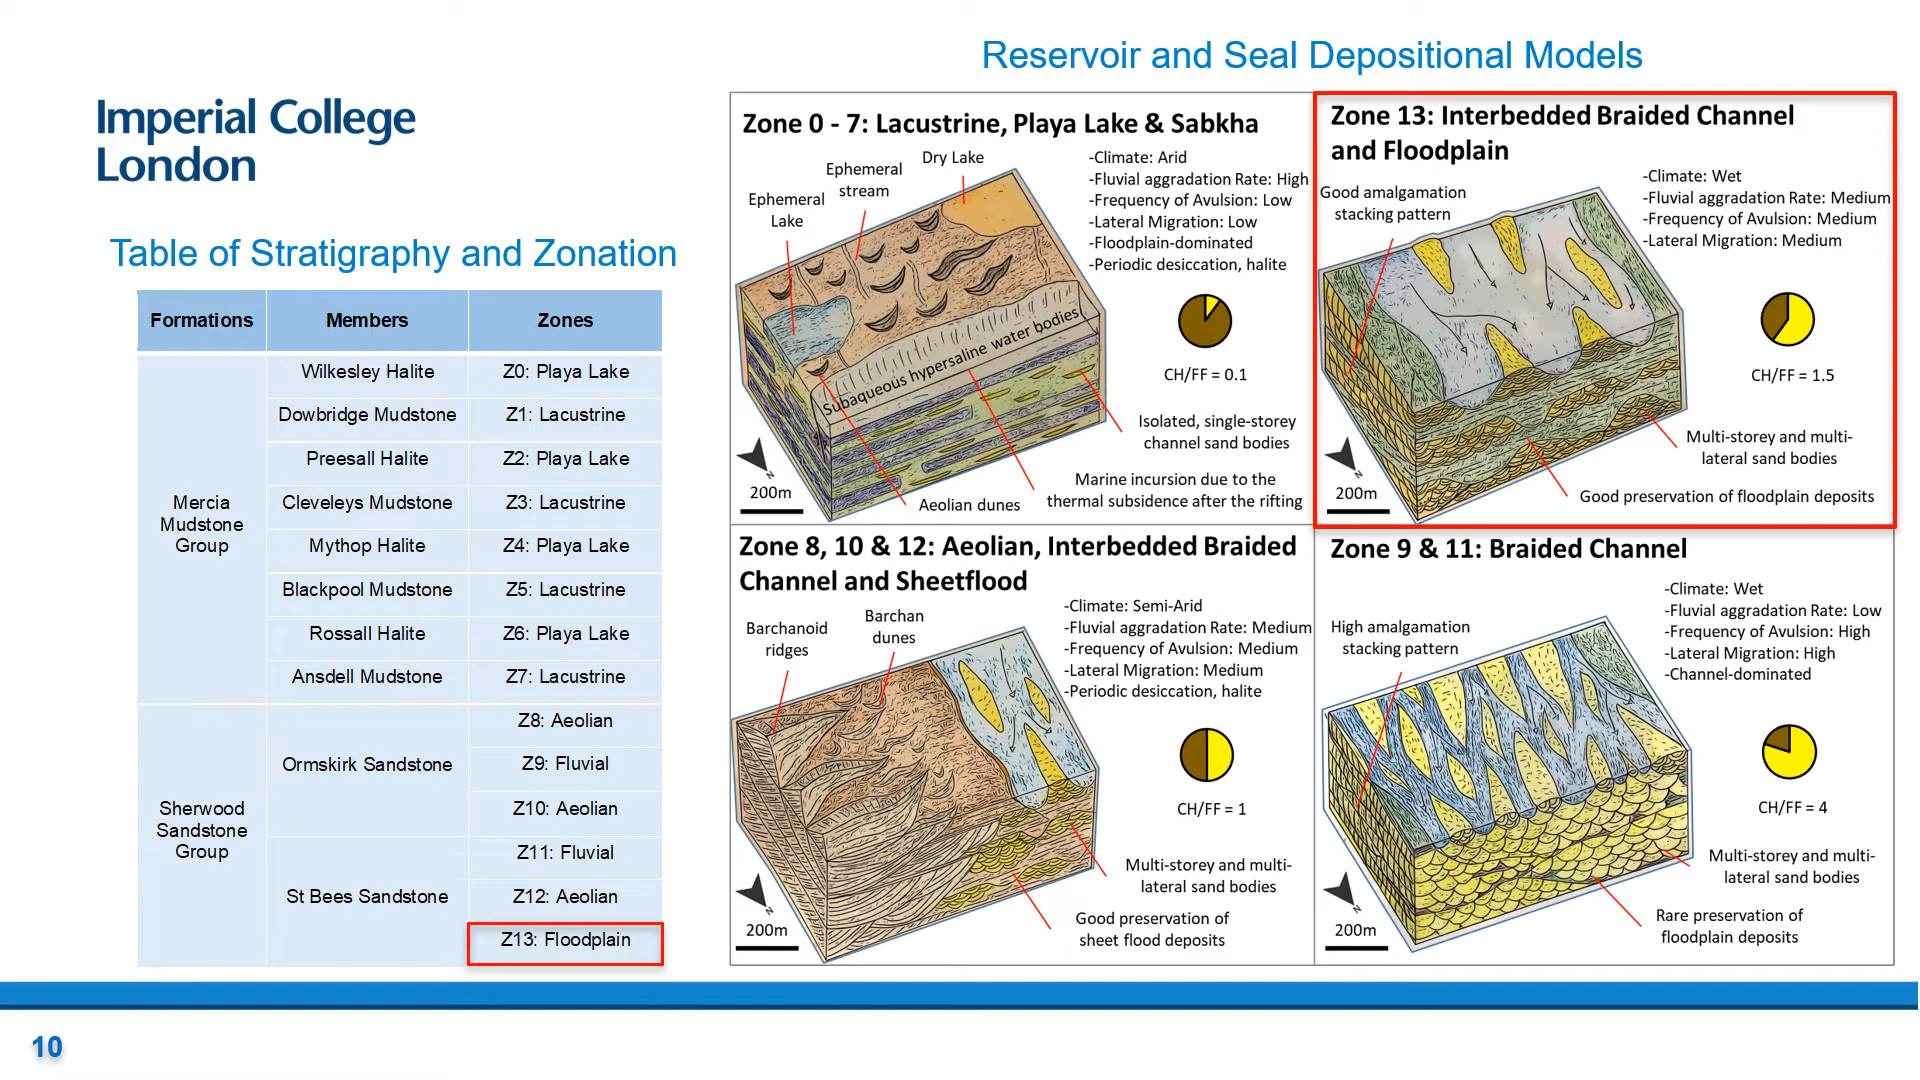 Reservoir and Seal Depositional Models
Imperial College
London
Table of Stratigraphy and Zonation
Formations Members Zones
Mercia
Mudstone
Group
Wilkesley Halite Z0: Playa Lake
Dowbridge Mudstone Z1: Lacustrine
Preesall Halite Z2: Playa Lake
Cleveleys Mudstone Z3: Lacustrine
Mythop Halite Z4: Playa Lake
Blackpool Mudstone Z5: Lacustrine
Rossall Halite Z6: Playa Lake
Ansdell Mudstone Z7: Lacustrine
Sherwood
Sandstone
Group
Ormskirk Sandstone
Z8: Aeolian
Z9: Fluvial
Z10: Aeolian
St Bees Sandstone
Z11: Fluvial
Z12: Aeolian
Z13: Floodplain
Zone 0 - 7: Lacustrine, Playa Lake & Sabkha
Ephemeral
Lake
Ephemeral
stream
Dry Lake
-Climate: Arid
-Fluvial aggradation Rate: High
-Frequency of Avulsion: Low
-Lateral Migration: Low
-Floodplain-dominated
-Periodic desiccation, halite
CH/FF = 0.1
Subaqueous hypersaline water bodies
Isolated, single-storey
channel sand bodies
Marine incursion due to the
thermal subsidence after the rifting
Aeolian dunes
N
200m
Zone 13: Interbedded Braided Channel
and Floodplain
Good amalgamation
stacking pattern
-Climate: Wet
-Fluvial aggradation Rate: Medium
-Frequency of Avulsion: Medium
-Lateral Migration: Medium
CH/FF = 1.5
Multi-storey and multi-
lateral sand bodies
Good preservation of floodplain deposits
N
200m
Zone 8, 10 & 12: Aeolian, Interbedded Braided
Channel and Sheetflood
Barchanoid
ridges
Barchan
dunes
-Climate: Semi-Arid
-Fluvial aggradation Rate: Medium
-Frequency of Avulsion: Medium
-Lateral Migration: Medium
-Periodic desiccation, halite
CH/FF = 1
Multi-storey and multi-
lateral sand bodies
Good preservation of
sheet flood deposits
N
200m
Zone 9 & 11: Braided Channel
High amalgamation
stacking pattern
-Climate: Wet
-Fluvial aggradation Rate: Low
-Frequency of Avulsion: High
-Lateral Migration: High
-Channel-dominated
CH/FF = 4
Multi-storey and multi-
lateral sand bodies
Rare preservation of
floodplain deposits
N
200m
10